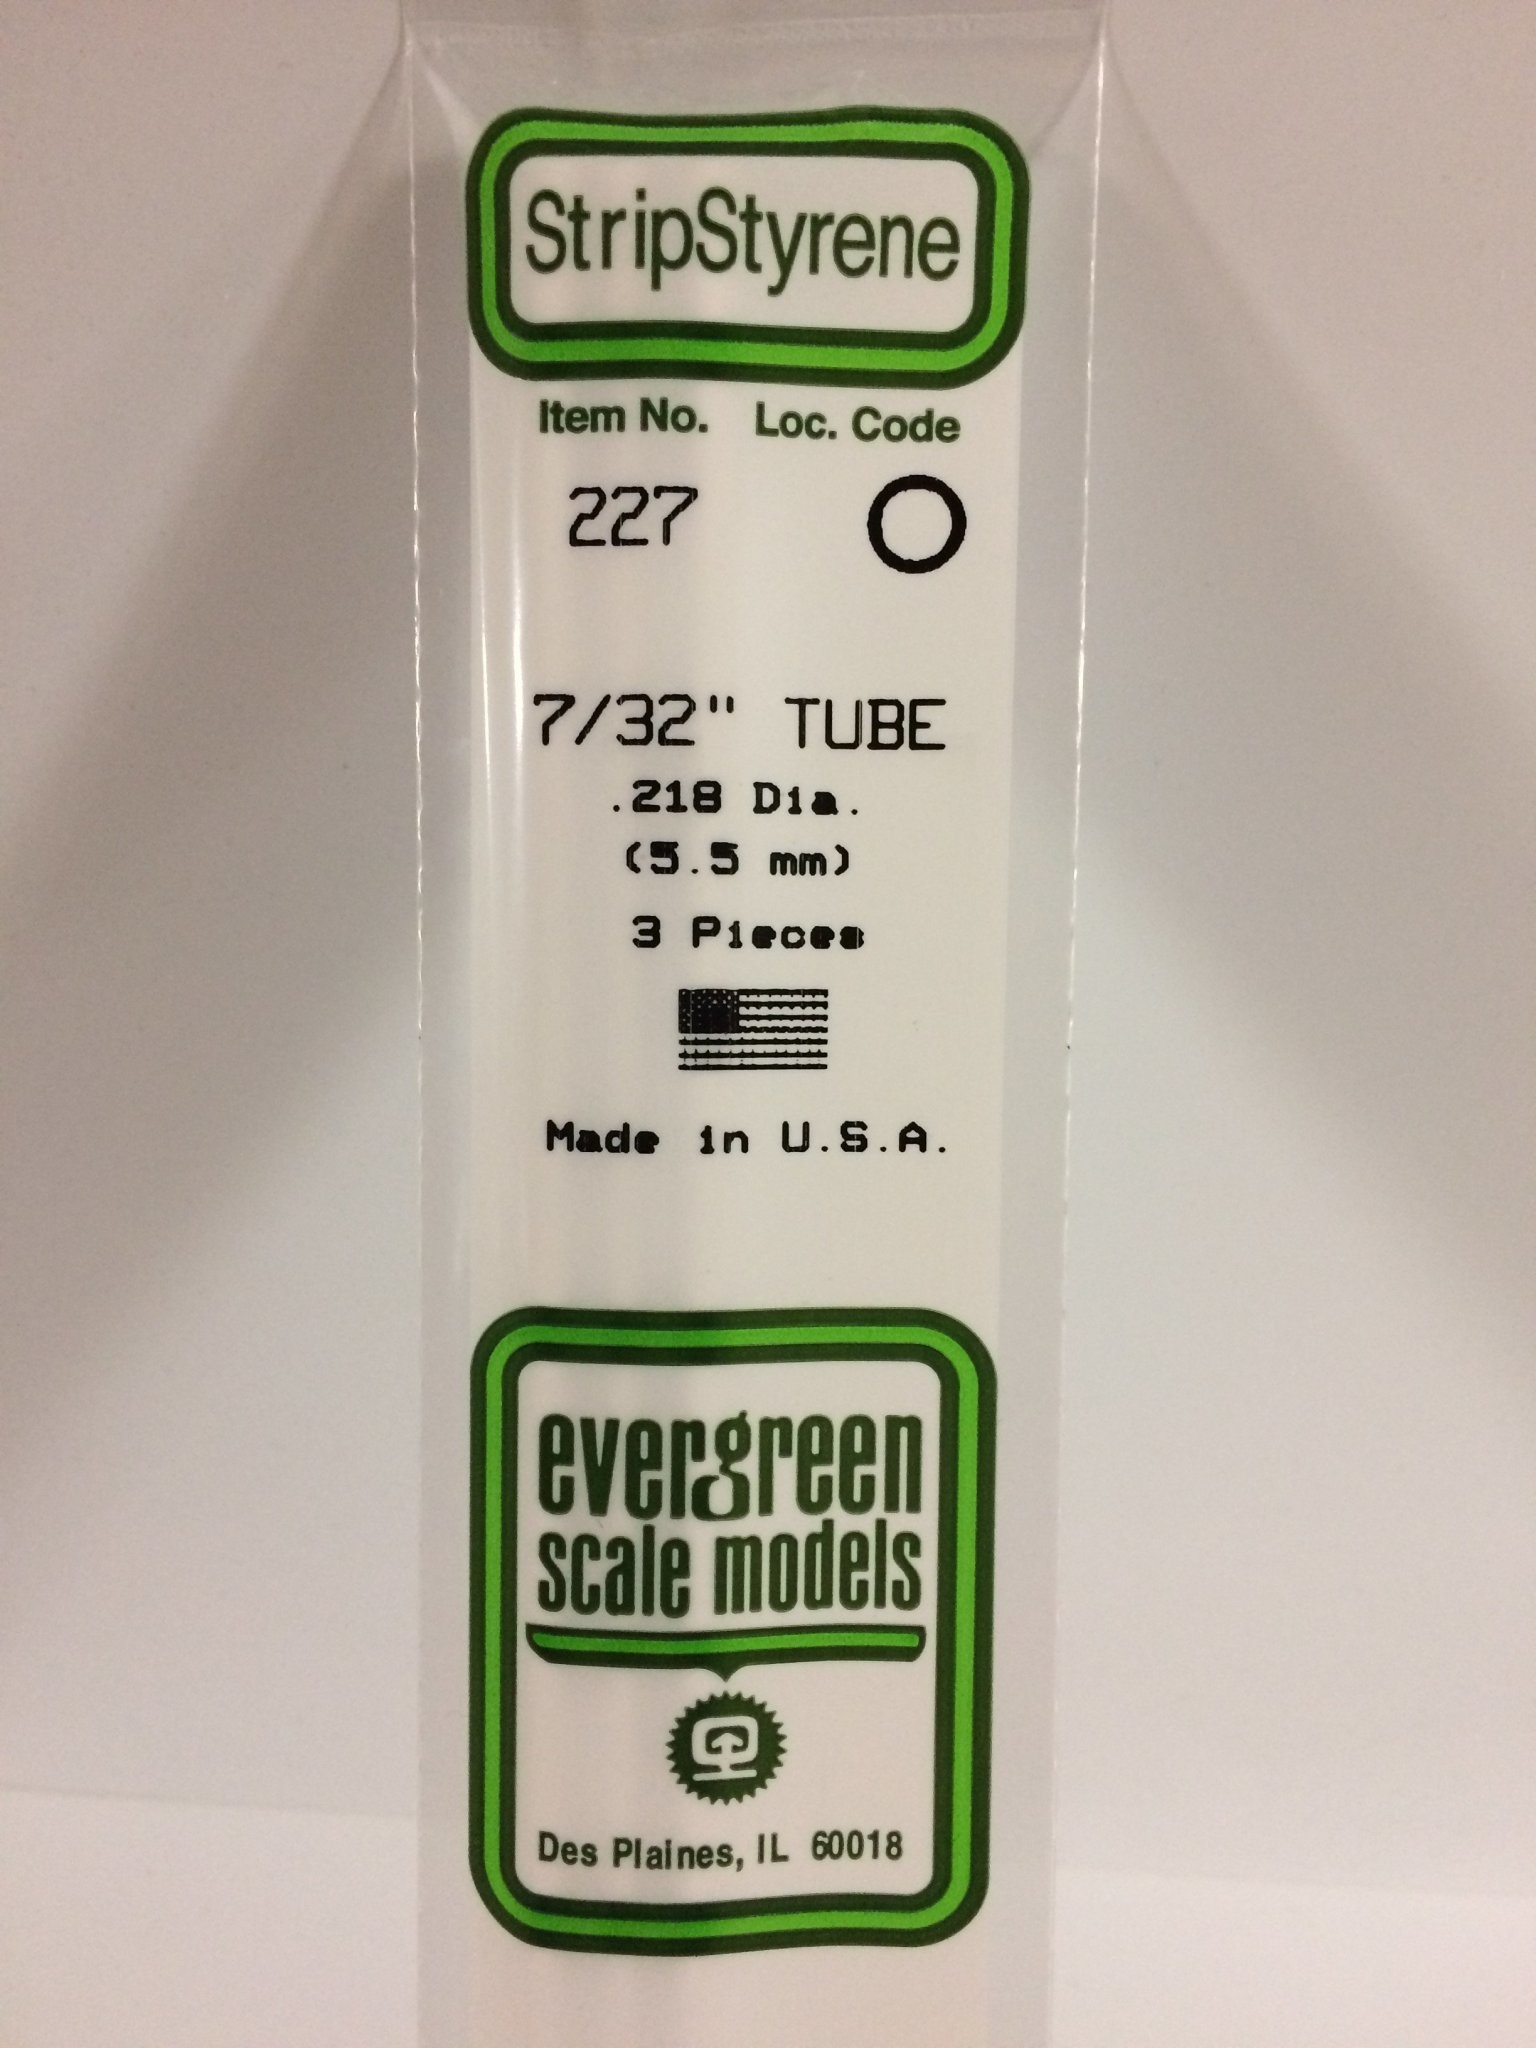 StripStyrene
Item No. Loc. Code
227
7/32" TUBE
.218 Dia.
(5.5 mm)
3 Pieces
Made in U.S.A.
evergreen
scale models
Des Plaines, IL 60018